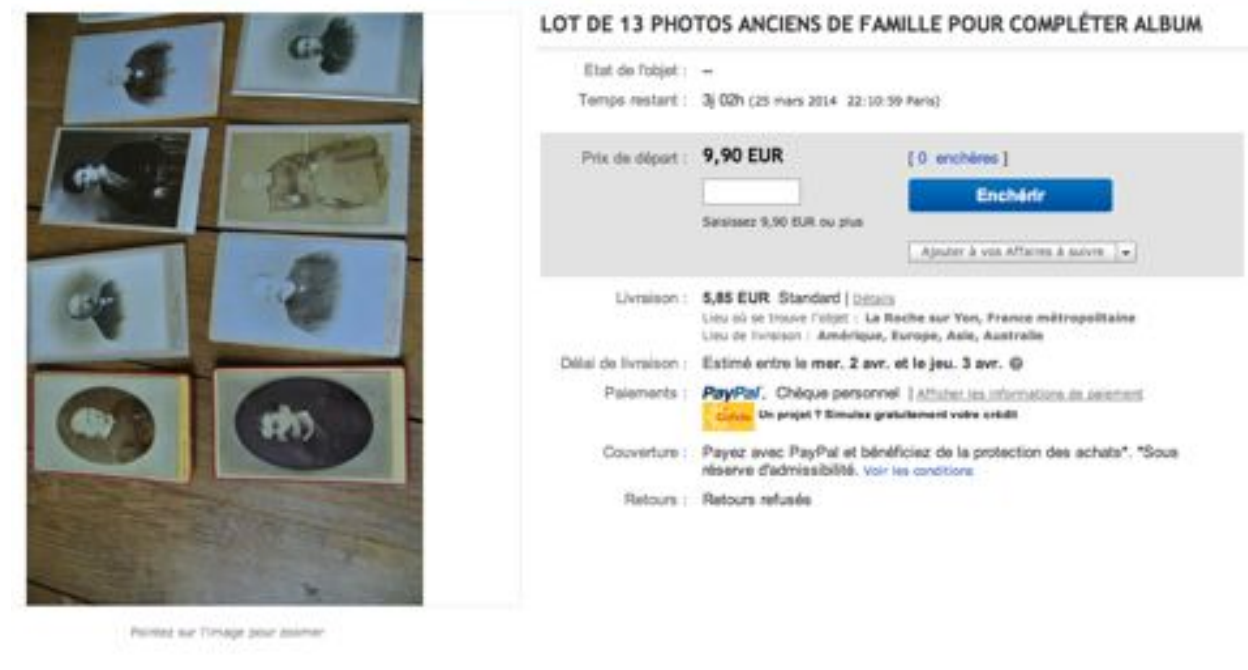 LOT DE 13 PHOTOS ANCIENS DE FAMILLE POUR COMPLÉTER ALBUM
Etat de l'objet : --
Temps restant : 3j 02h (25 mars 2014 22:10:59 Paris)
Prix de départ : 9,90 EUR [ 0 enchères ]
Enchérir
Saisissez 9,90 EUR ou plus
Ajouter à vos Affaires à suivre
Livraison : 5,85 EUR Standard | Détails
Lieu où se trouve l'objet : La Roche sur Yon, France métropolitaine
Lieu de livraison : Amérique, Europe, Asie, Australie
Délai de livraison : Estimé entre le mer. 2 avr. et le jeu. 3 avr.
Paiements : PayPal, Chèque personnel | Afficher les informations de paiement
Cofidis Un projet ? Simulez gratuitement votre crédit
Couverture : Payez avec PayPal et bénéficiez de la protection des achats*. *Sous
réserve d'admissibilité. Voir les conditions
Retours : Retours refusés
Pointez sur l'image pour zoomer